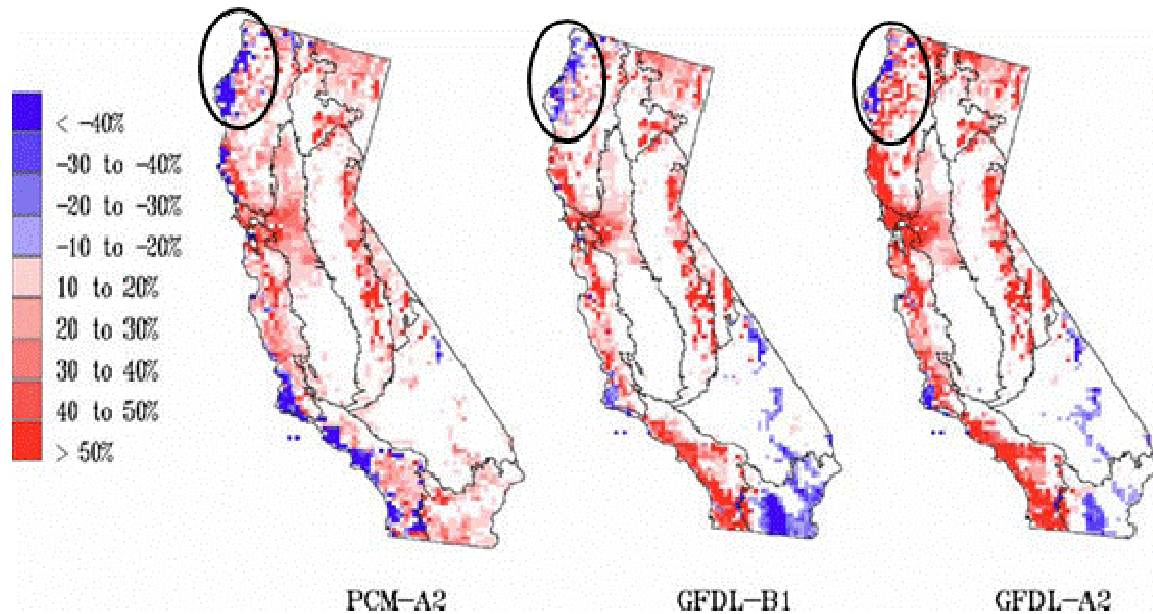 < -40%
-30 to -40%
-20 to -30%
-10 to -20%
10 to 20%
20 to 30%
30 to 40%
40 to 50%
> 50%
PCM-A2
GFDL-B1
GFDL-A2